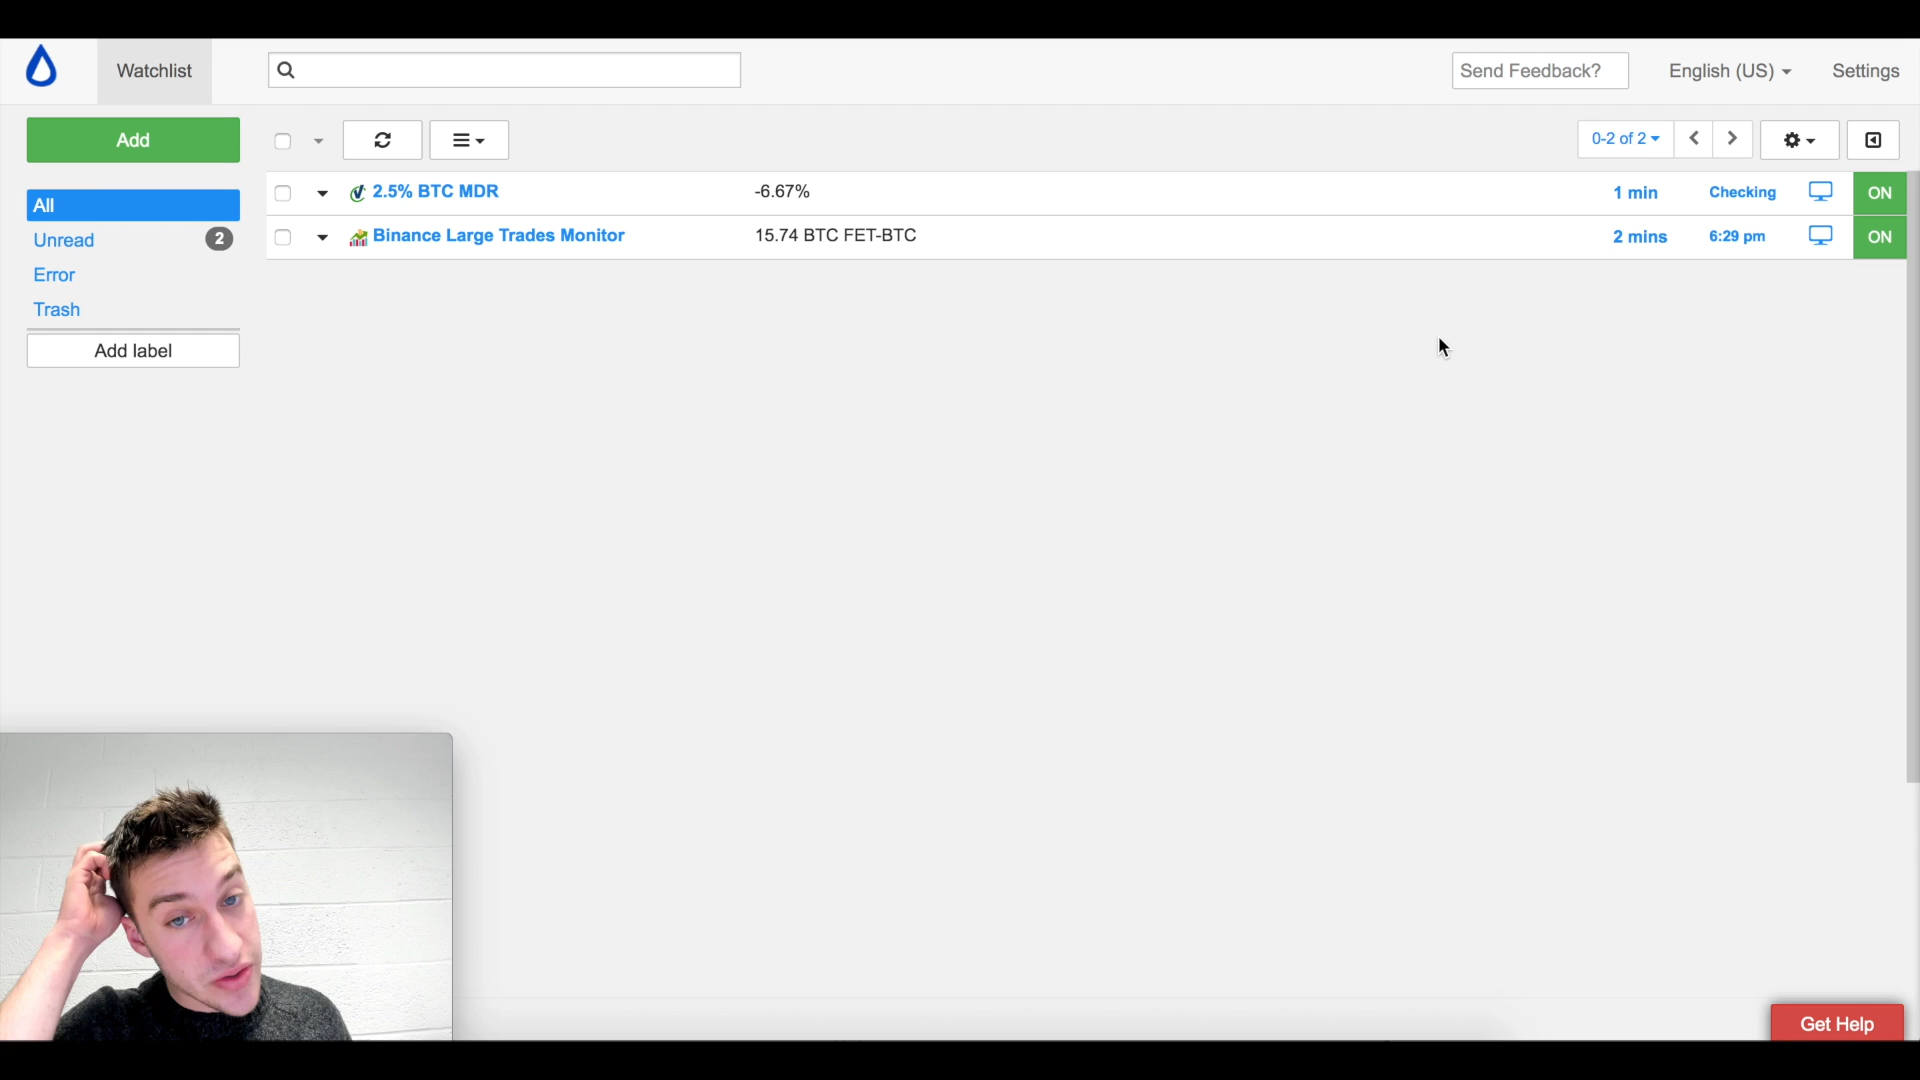 Watchlist
Send Feedback?
English (US)
Settings
Add
0-2 of 2
All
Unread 2
Error
Trash
Add label
2.5% BTC MDR -6.67% 1 min Checking ON
Binance Large Trades Monitor 15.74 BTC FET-BTC 2 mins 6:29 pm ON
Get Help